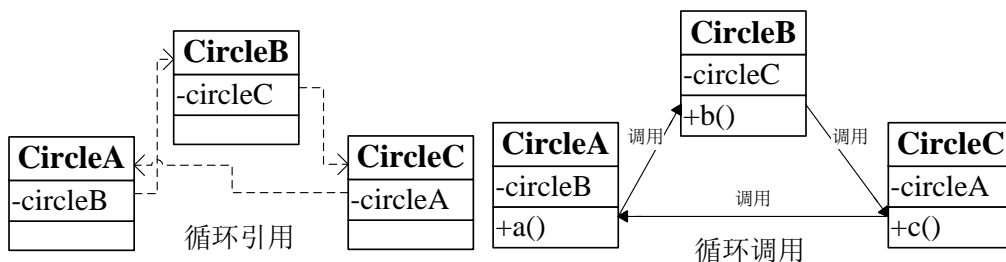 CircleB
-circleC
CircleA
-circleB
CircleC
-circleA
循环引用
CircleB
-circleC
+b()
调用
调用
CircleA
-circleB
+a()
CircleC
-circleA
+c()
调用
循环调用